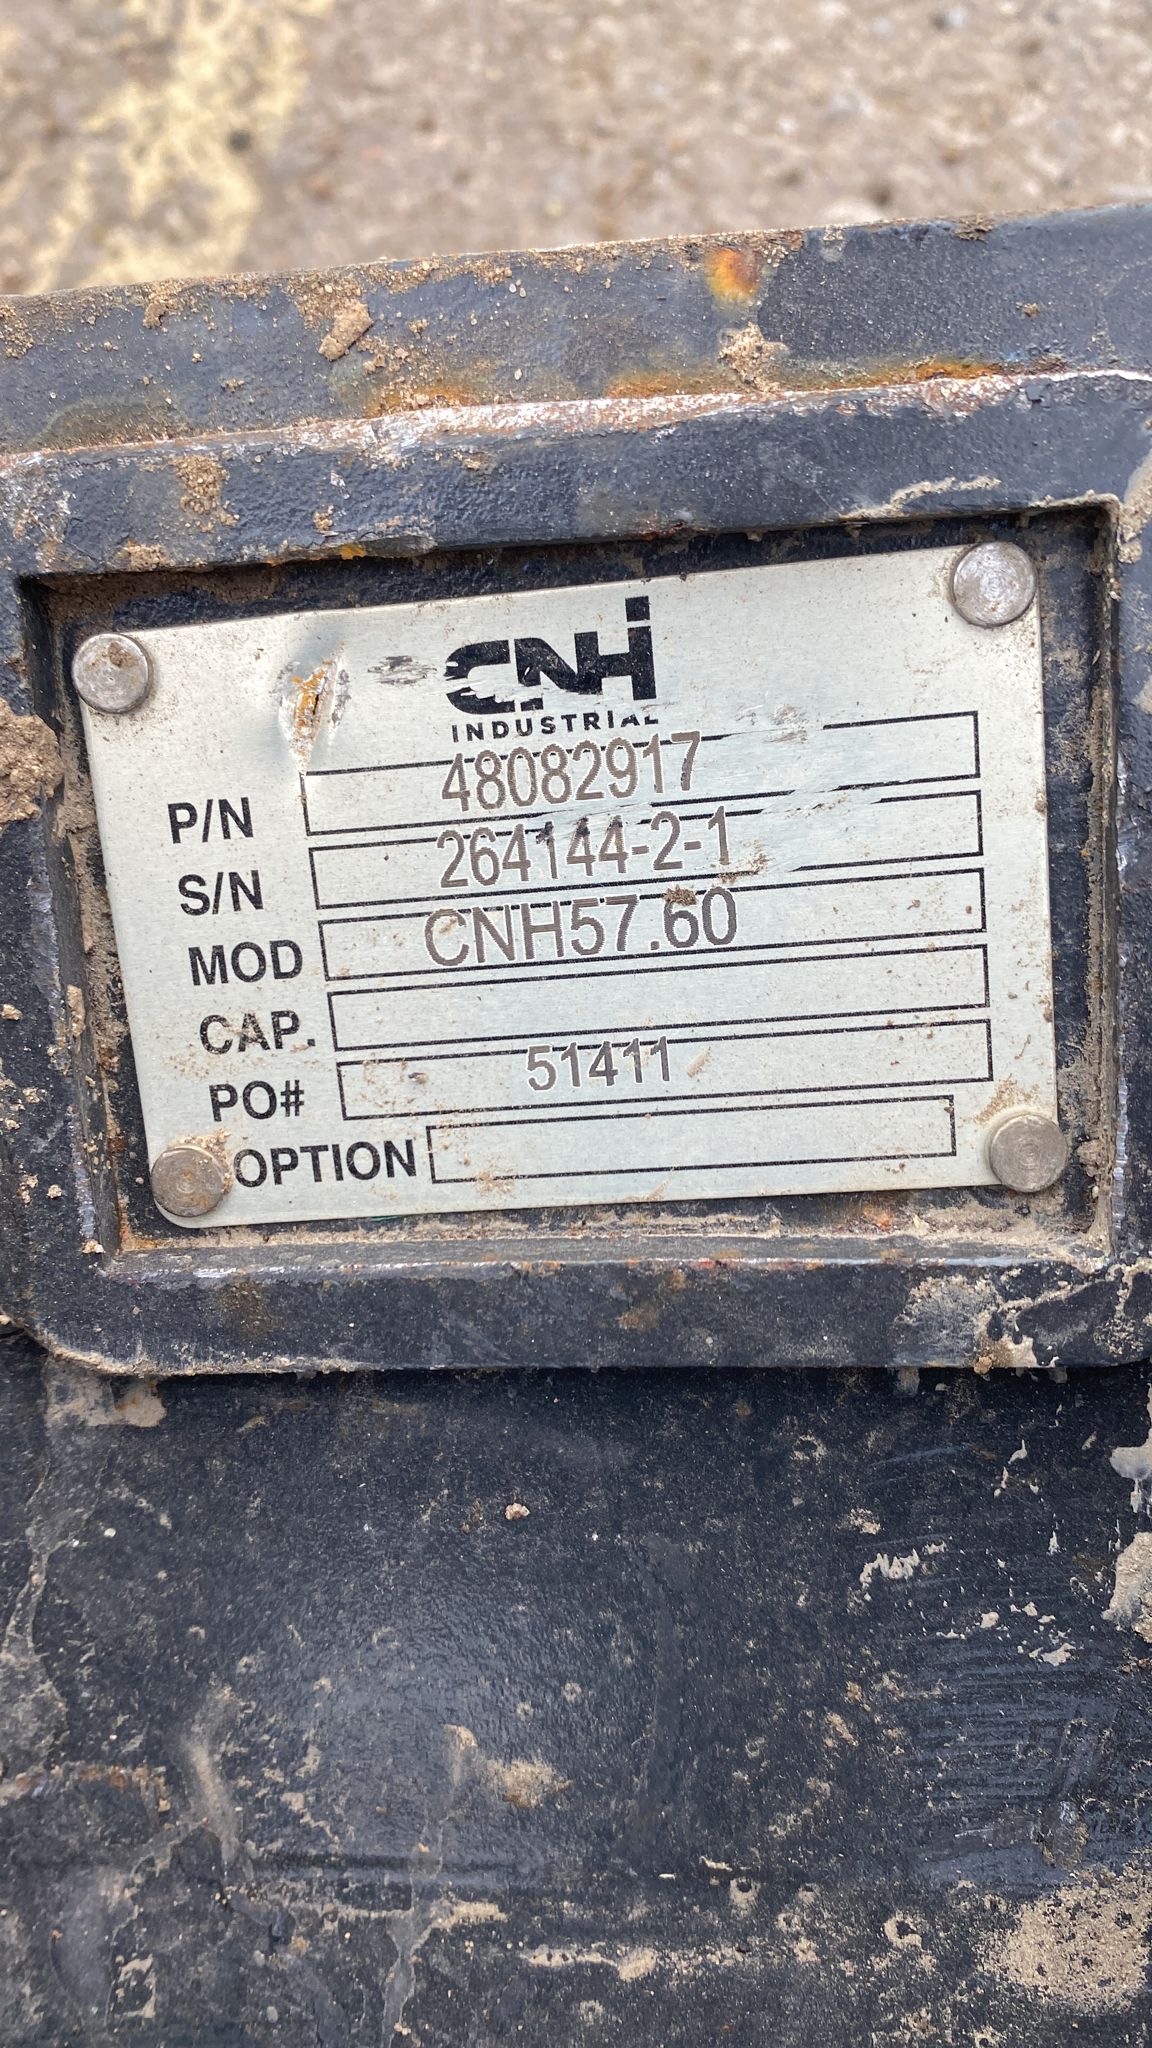 CNH
INDUSTRIAL
P/N 48082917
S/N 264144-2-1
MOD CNH57.60
CAP.
PO# 51411
OPTION